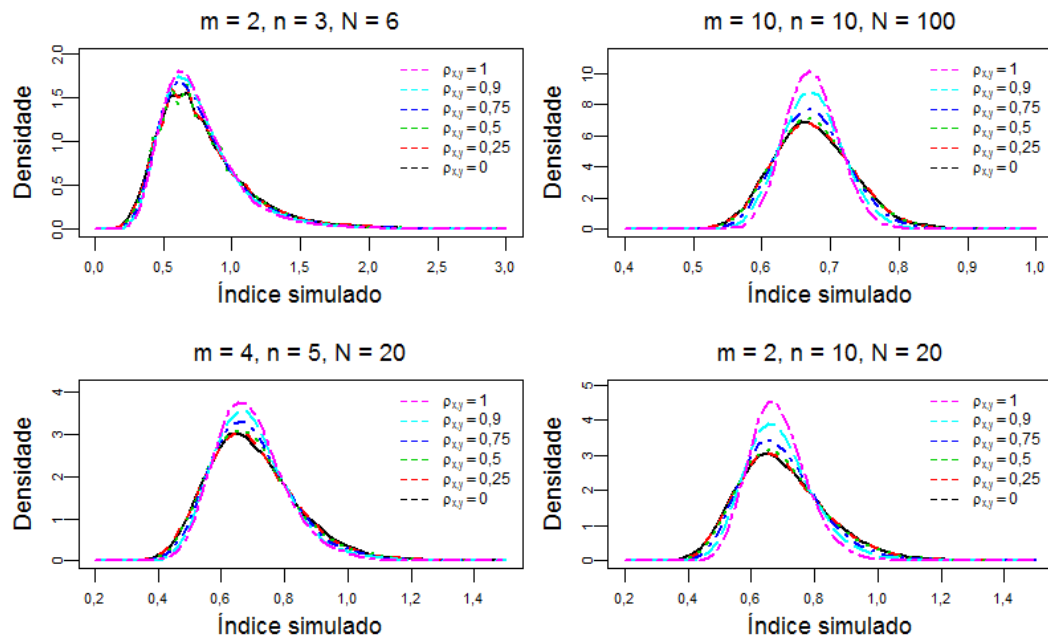 m = 2, n = 3, N = 6
Densidade
2,0
1,5
1,0
0,5
0,0
ρx,y = 1
ρx,y = 0,9
ρx,y = 0,75
ρx,y = 0,5
ρx,y = 0,25
ρx,y = 0
0,0 0,5 1,0 1,5 2,0 2,5 3,0
Índice simulado
m = 10, n = 10, N = 100
Densidade
10
8
6
4
2
0
ρx,y = 1
ρx,y = 0,9
ρx,y = 0,75
ρx,y = 0,5
ρx,y = 0,25
ρx,y = 0
0,4 0,5 0,6 0,7 0,8 0,9 1,0
Índice simulado
m = 4, n = 5, N = 20
Densidade
4
3
2
1
0
ρx,y = 1
ρx,y = 0,9
ρx,y = 0,75
ρx,y = 0,5
ρx,y = 0,25
ρx,y = 0
0,2 0,4 0,6 0,8 1,0 1,2 1,4
Índice simulado
m = 2, n = 10, N = 20
Densidade
5
4
3
2
1
0
ρx,y = 1
ρx,y = 0,9
ρx,y = 0,75
ρx,y = 0,5
ρx,y = 0,25
ρx,y = 0
0,2 0,4 0,6 0,8 1,0 1,2 1,4
Índice simulado